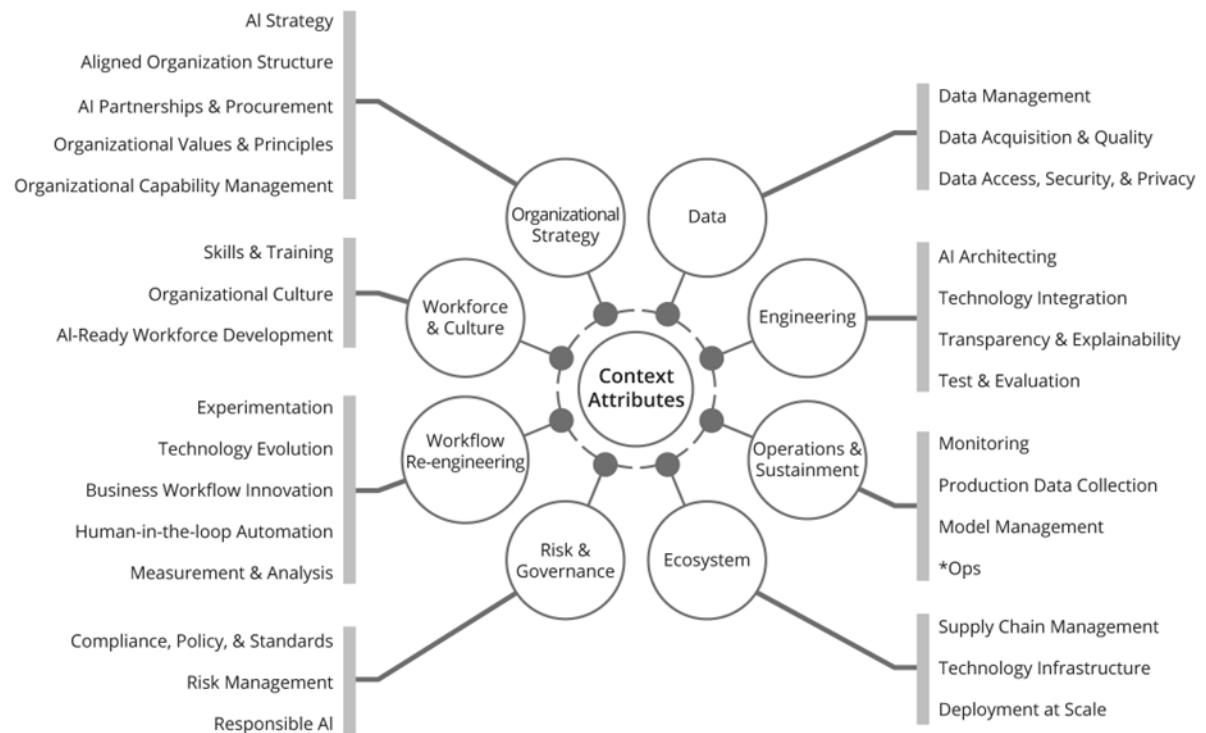 AI Strategy
Aligned Organization Structure
AI Partnerships & Procurement
Organizational Values & Principles
Organizational Capability Management
Skills & Training
Organizational Culture
AI-Ready Workforce Development
Experimentation
Technology Evolution
Business Workflow Innovation
Human-in-the-loop Automation
Measurement & Analysis
Compliance, Policy, & Standards
Risk Management
Responsible AI
Organizational
Strategy
Workforce
& Culture
Workflow
Re-engineering
Risk &
Governance
Context
Attributes
Data
Engineering
Operations &
Sustainment
Ecosystem
Data Management
Data Acquisition & Quality
Data Access, Security, & Privacy
AI Architecting
Technology Integration
Transparency & Explainability
Test & Evaluation
Monitoring
Production Data Collection
Model Management
*Ops
Supply Chain Management
Technology Infrastructure
Deployment at Scale